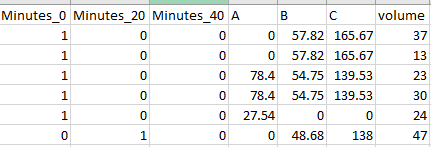 Minutes_0 Minutes_20 Minutes_40 A B C volume
1 0 0 0 57.82 165.67 37
1 0 0 0 57.82 165.67 13
1 0 0 78.4 54.75 139.53 23
1 0 0 78.4 54.75 139.53 30
1 0 0 27.54 0 0 24
0 1 0 0 48.68 138 47